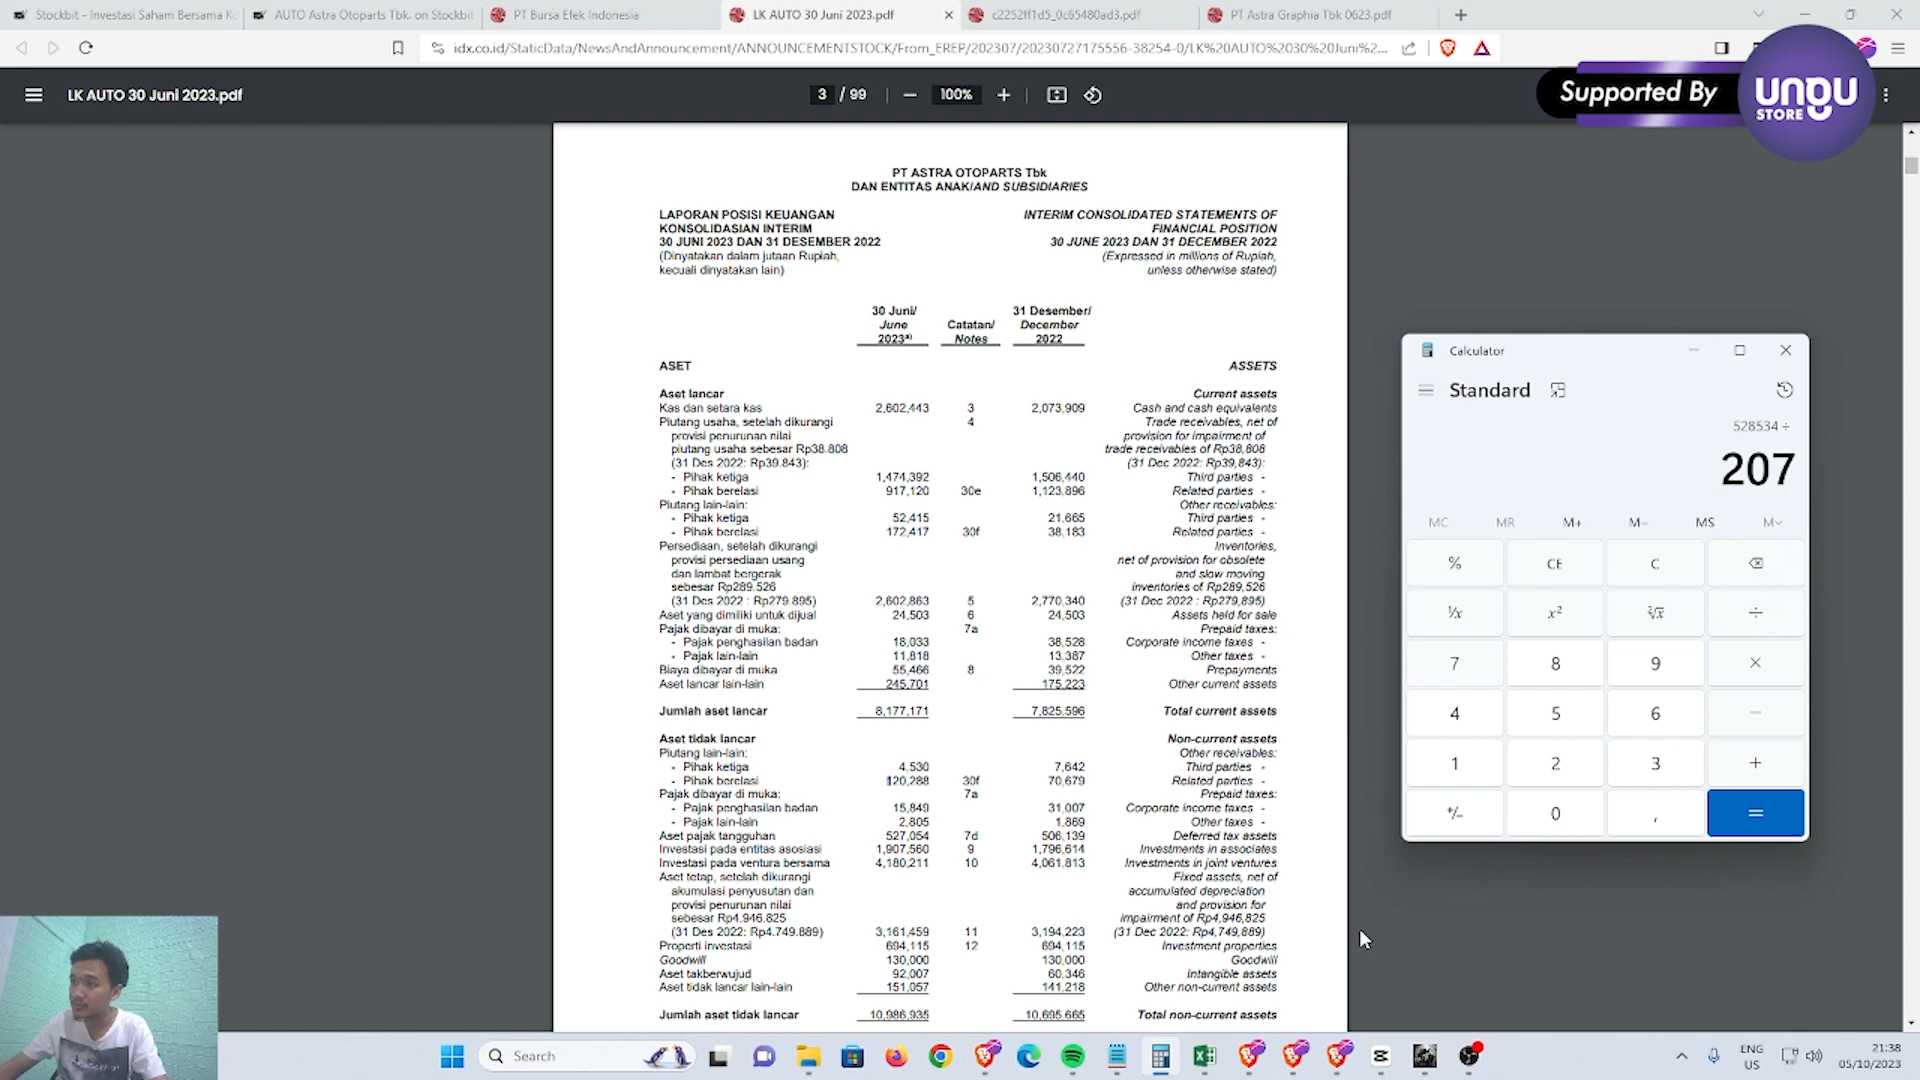 Stockbit - Investasi Saham Bersama Ko
AUTO Astra Otoparts Tbk. on Stockbit
PT Bursa Efek Indonesia
LK AUTO 30 Juni 2023.pdf
c2252ff1d5_0c65480ad3.pdf
PT Astra Graphia Tbk 0623.pdf
idx.co.id/StaticData/NewsAndAnnouncement/ANNOUNCEMENTSTOCK/From_EREP/202307/20230727175556-38254-0/LK%20AUTO%2030%20Juni%2...
LK AUTO 30 Juni 2023.pdf
3 / 99
100%
Supported By
ungu
STORE
PT ASTRA OTOPARTS Tbk
DAN ENTITAS ANAK/AND SUBSIDIARIES
LAPORAN POSISI KEUANGAN INTERIM CONSOLIDATED STATEMENTS OF
KONSOLIDASIAN INTERIM FINANCIAL POSITION
30 JUNI 2023 DAN 31 DESEMBER 2022 30 JUNE 2023 DAN 31 DECEMBER 2022
(Dinyatakan dalam jutaan Rupiah, (Expressed in millions of Rupiah,
kecuali dinyatakan lain) unless otherwise stated)
30 Juni/ 31 Desember/
June Catatan/ December
2023ᵃ⁾ Notes 2022
ASET ASSETS
Aset lancar Current assets
Kas dan setara kas 2,602,443 3 2,073,909 Cash and cash equivalents
Piutang usaha, setelah dikurangi 4 Trade receivables, net of
provisi penurunan nilai provision for impairment of
piutang usaha sebesar Rp38.808 trade receivables of Rp38,808
(31 Des 2022: Rp39.843): (31 Dec 2022: Rp39,843):
- Pihak ketiga 1,474,392 1,506,440 Third parties -
- Pihak berelasi 917,120 30e 1,123,896 Related parties -
Piutang lain-lain: Other receivables:
- Pihak ketiga 52,415 21,665 Third parties -
- Pihak berelasi 172,417 30f 38,183 Related parties -
Persediaan, setelah dikurangi Inventories,
provisi persediaan usang net of provision for obsolete
dan lambat bergerak and slow moving
sebesar Rp289.526 inventories of Rp289,526
(31 Des 2022 : Rp279.895) 2,602,863 5 2,770,340 (31 Dec 2022 : Rp279,895)
Aset yang dimiliki untuk dijual 24,503 6 24,503 Assets held for sale
Pajak dibayar di muka: 7a Prepaid taxes:
- Pajak penghasilan badan 18,033 38,528 Corporate income taxes -
- Pajak lain-lain 11,818 13,387 Other taxes -
Biaya dibayar di muka 55,466 8 39,522 Prepayments
Aset lancar lain-lain 245,701 175,223 Other current assets
Jumlah aset lancar 8,177,171 7,825,596 Total current assets
Aset tidak lancar Non-current assets
Piutang lain-lain: Other receivables:
- Pihak ketiga 4,530 7,642 Third parties -
- Pihak berelasi 120,288 30f 70,679 Related parties -
Pajak dibayar di muka: 7a Prepaid taxes:
- Pajak penghasilan badan 15,849 31,007 Corporate income taxes -
- Pajak lain-lain 2,805 1,869 Other taxes -
Aset pajak tangguhan 527,054 7d 506,139 Deferred tax assets
Investasi pada entitas asosiasi 1,907,560 9 1,796,614 Investments in associates
Investasi pada ventura bersama 4,180,211 10 4,061,813 Investments in joint ventures
Aset tetap, setelah dikurangi Fixed assets, net of
akumulasi penyusutan dan accumulated depreciation
provisi penurunan nilai and provision for
sebesar Rp4.946.825 impairment of Rp4,946,825
(31 Des 2022: Rp4.749.889) 3,161,459 11 3,194,223 (31 Dec 2022: Rp4,749,889)
Properti investasi 694,115 12 694,115 Investment properties
Goodwill 130,000 130,000 Goodwill
Aset takberwujud 92,007 60,346 Intangible assets
Aset tidak lancar lain-lain 151,057 141,218 Other non-current assets
Jumlah aset tidak lancar 10,986,935 10,695,665 Total non-current assets
Calculator
Standard
528534 ÷
207
MC MR M+ M− MS M
% CE C
¹/x x² ²√x ÷
7 8 9 ×
4 5 6 −
1 2 3 +
+/− 0 , =
Search
ENG
US
21:38
05/10/2023